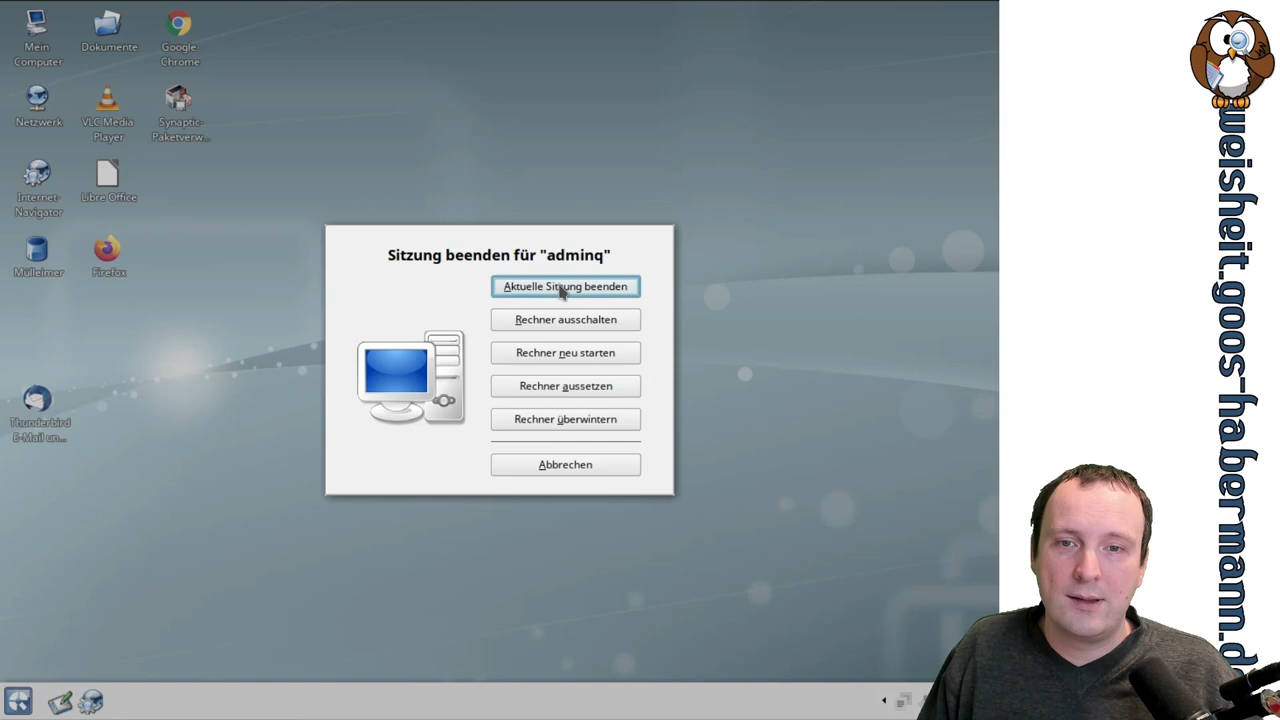 Mein
Computer
Dokumente
Google
Chrome
Netzwerk
VLC Media
Player
Synaptic-
Paketverw...
Internet-
Navigator
Libre Office
Mülleimer
Firefox
Thunderbird
E-Mail un...
Sitzung beenden für "adminq"
Aktuelle Sitzung beenden
Rechner ausschalten
Rechner neu starten
Rechner aussetzen
Rechner überwintern
Abbrechen
weisheit.goos-habermann.d